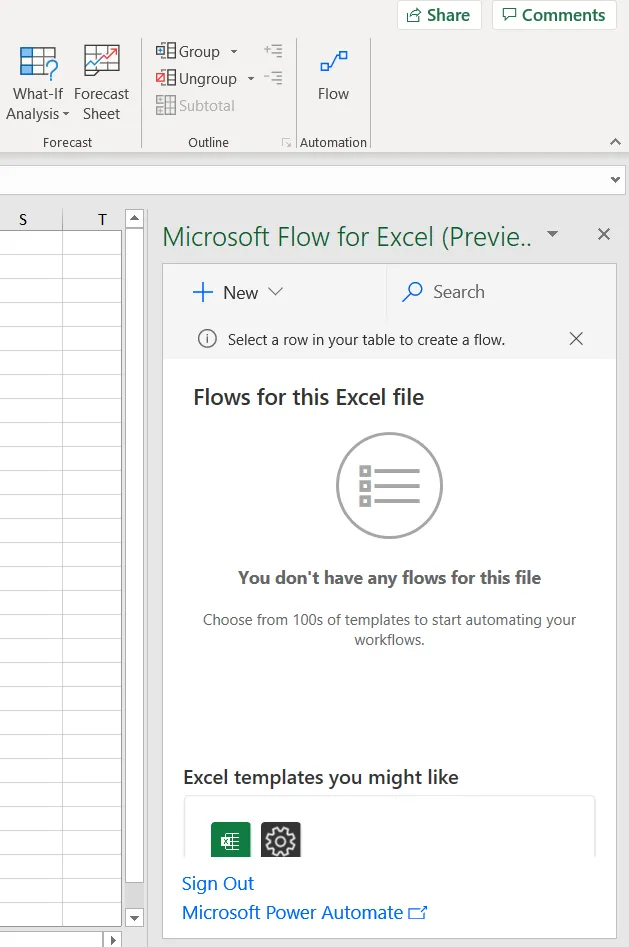 Share
Comments
Group
Ungroup
Subtotal
What-If
Analysis
Forecast
Sheet
Flow
Forecast
Outline
Automation
S
T
Microsoft Flow for Excel (Previe..
New
Search
Select a row in your table to create a flow.
Flows for this Excel file
You don't have any flows for this file
Choose from 100s of templates to start automating your
workflows.
Excel templates you might like
Sign Out
Microsoft Power Automate